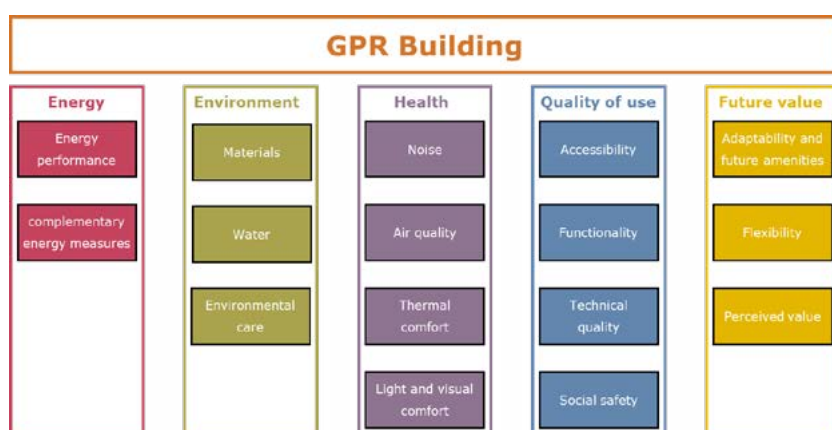 GPR Building
Energy
Energy
performance
complementary
energy measures
Environment
Materials
Water
Environmental
care
Health
Noise
Air quality
Thermal
comfort
Light and visual
comfort
Quality of use
Accessibility
Functionality
Technical
quality
Social safety
Future value
Adaptability and
future amenities
Flexibility
Perceived value